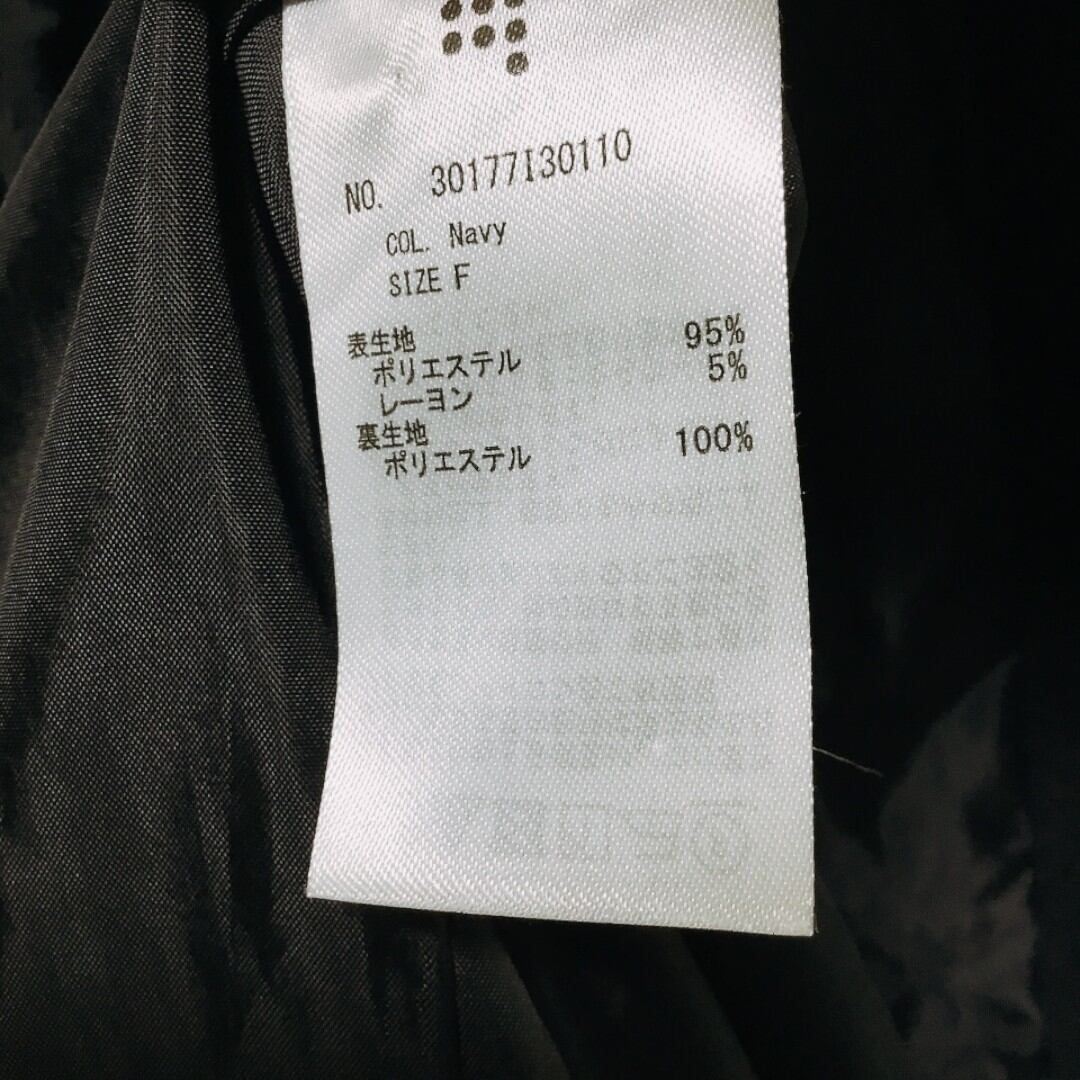 NO. 30177I30110
COL. Navy
SIZE F
表生地
ポリエステル 95%
レーヨン 5%
裏生地
ポリエステル 100%